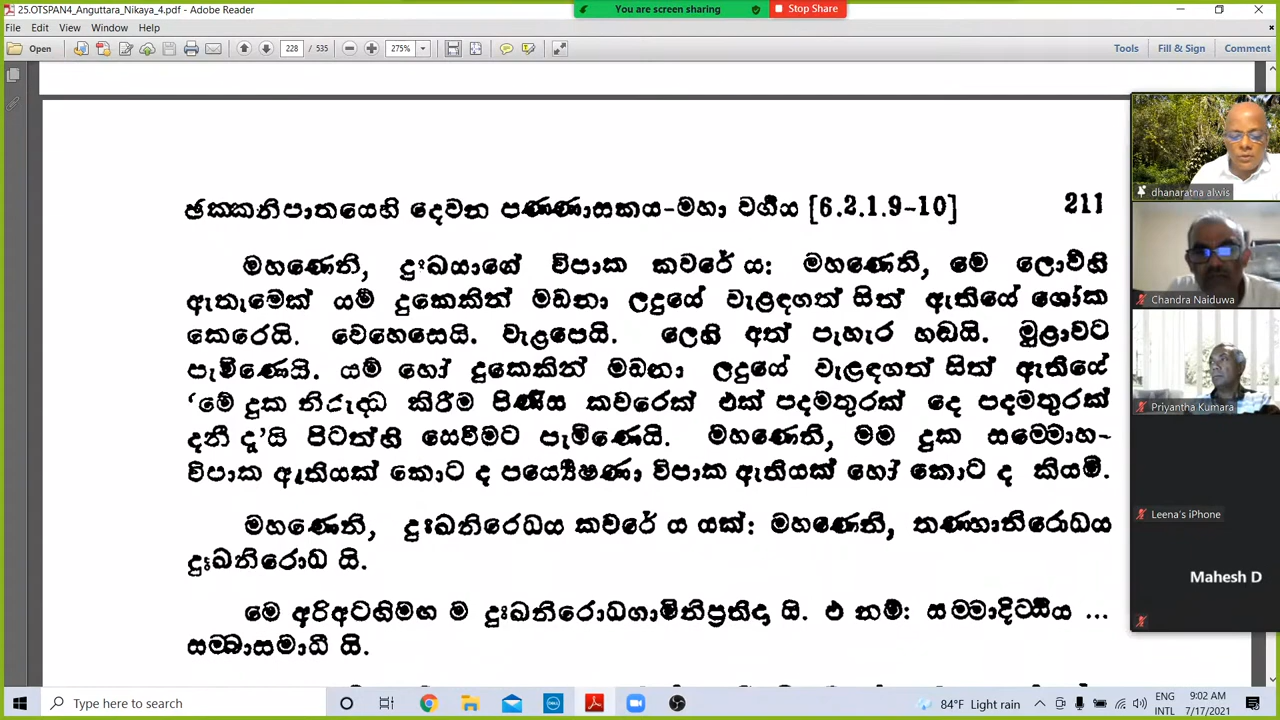 25.OTSPAN4_Anguttara_Nikaya_4.pdf - Adobe Reader
You are screen sharing
Stop Share
File Edit View Window Help
Open 228 / 535 275% Tools Fill & Sign Comment
ඡක්කනිපාතයෙහි දෙවන පණ්ණාසකය-මහා වර්ගය [6.2.1.9-10] 211
මහණෙනි, දුඃඛයාගේ විපාක කවරේ ය: මහණෙනි, මේ ලොව්හි
ඇතැමෙක් යම් දුකෙකින් මඩනා ලදුයේ වැළඳගත් සිත් ඇතියේ ශෝක
කෙරෙයි. වෙහෙසෙයි. වැළපෙයි. ලෙහි අත් පැහැර හඬයි. මුළාවට
පැමිණෙයි. යම් හෝ දුකෙකින් මඩනා ලදුයේ වැළඳගත් සිත් ඇතියේ
‘මේ දුක නිරුද්ධ කිරීම පිණිස කවරෙක් එක් පදමතුරක් දෙ පදමතුරක්
දනී දැ’යි පිටත්හි සෙවීමට පැමිණෙයි. මහණෙනි, මම දුක සම්මොහ-
විපාක ඇතියක් කොට ද පර්යේෂණා විපාක ඇතියක් හෝ කොට ද කියමි.
මහණෙනි, දුඃඛනිරෝධය කවරේ ය යත්: මහණෙනි, තණ්හානිරෝධය
දුඃඛනිරෝධ යි.
මෙ අරිඅටඟිමඟ ම දුඃඛනිරෝධගාමිනිප්‍රතිපදා යි. එ නම්: සම්මාදිට්ඨිය ...
සම්මාසමාධි යි.
dhanaratna alwis
Chandra Naiduwa
Priyantha Kumara
Leena's iPhone
Mahesh D
Type here to search 84°F Light rain ENG INTL 9:02 AM 7/17/2021